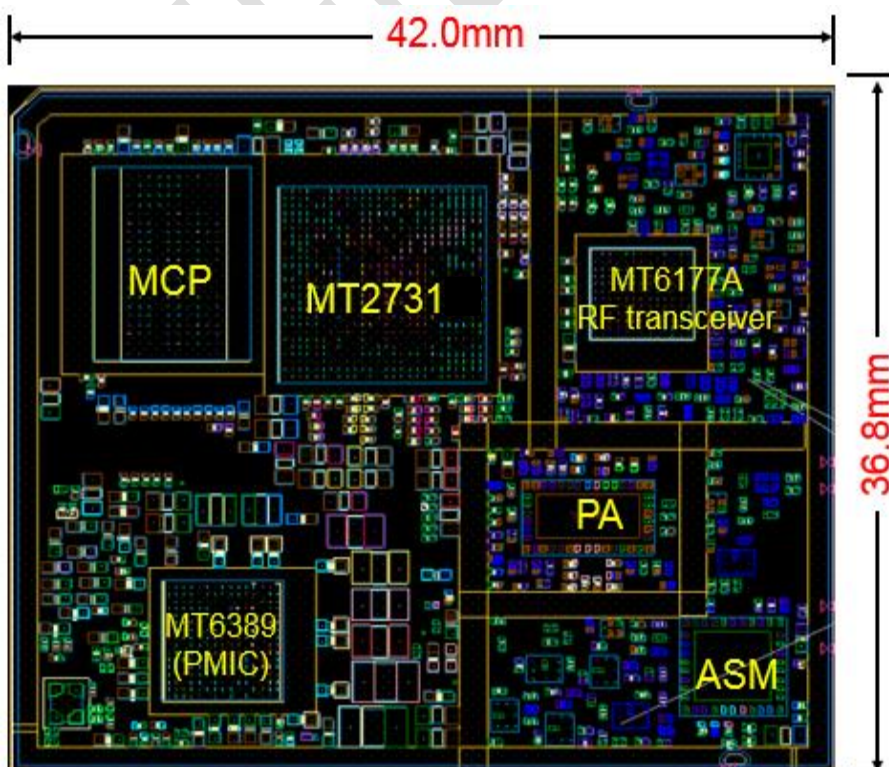 42.0mm
MCP
MT2731
MT6177A
RF transceiver
36.8mm
PA
MT6389
(PMIC)
ASM